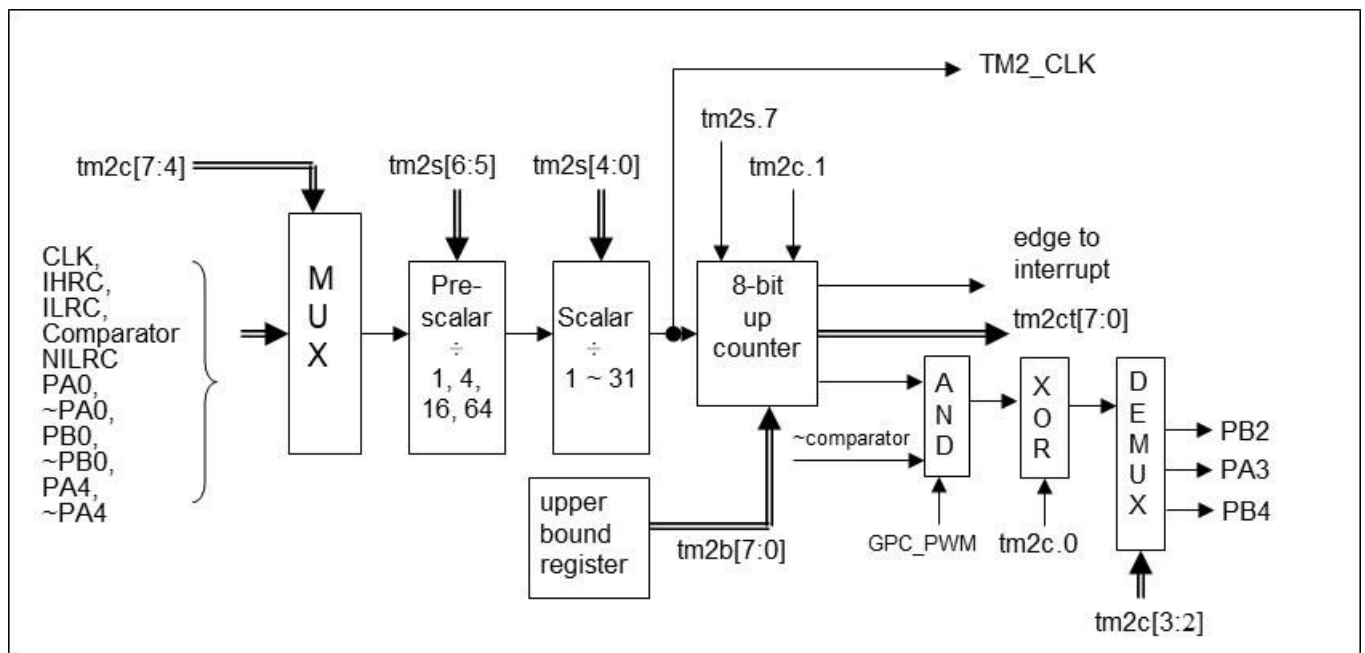 TM2_CLK
tm2s.7
tm2c[7:4]
tm2s[6:5]
tm2s[4:0]
tm2c.1
CLK,
IHRC,
ILRC,
Comparator
NILRC
PA0,
~PA0,
PB0,
~PB0,
PA4,
~PA4
M
U
X
Pre-
scalar
÷
1, 4,
16, 64
Scalar
÷
1 ~ 31
8-bit
up
counter
edge to
interrupt
tm2ct[7:0]
~comparator
A
N
D
X
O
R
D
E
M
U
X
PB2
PA3
PB4
upper
bound
register
tm2b[7:0]
GPC_PWM
tm2c.0
tm2c[3:2]